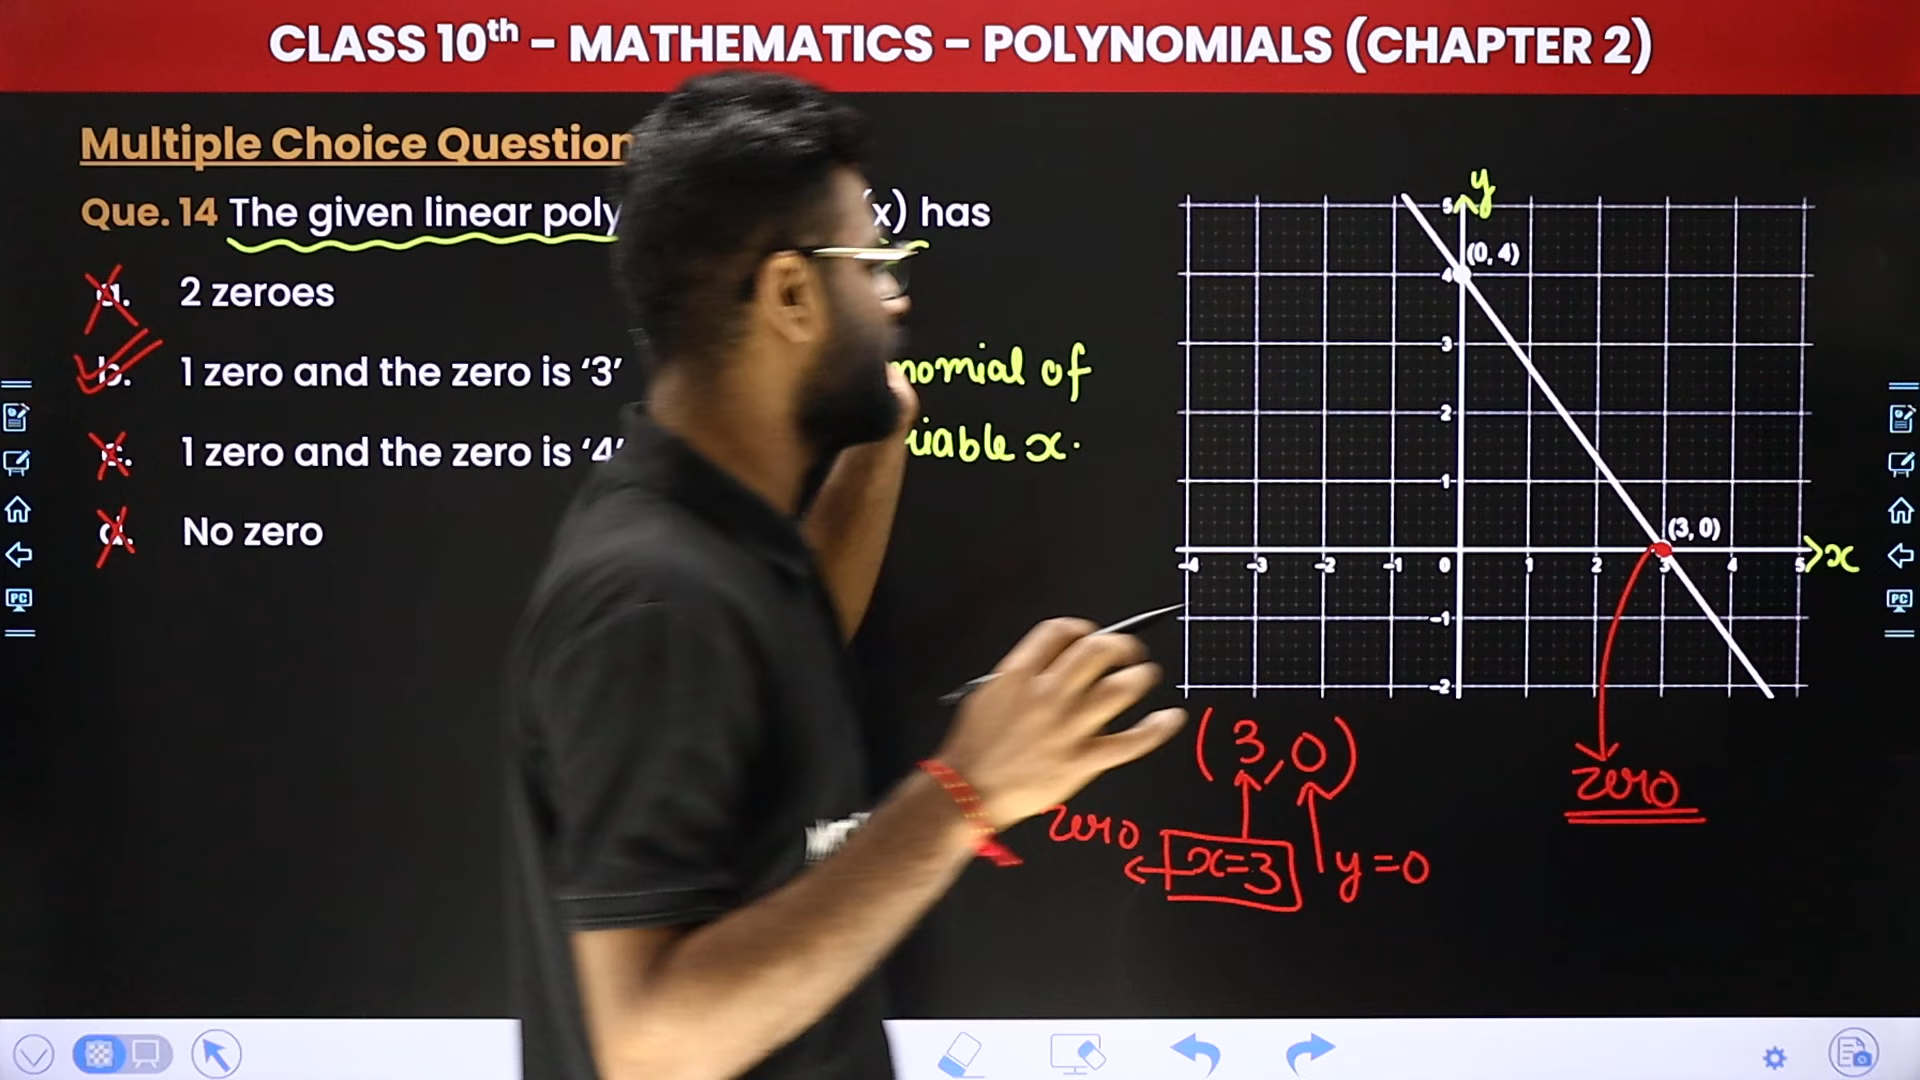 CLASS 10th - MATHEMATICS - POLYNOMIALS (CHAPTER 2)
Multiple Choice Question
Que. 14 The given linear poly (x) has
a. 2 zeroes
b. 1 zero and the zero is ‘3’
c. 1 zero and the zero is ‘4’
d. No zero
nomial of
iable x.
y
5
(0, 4)
4
3
2
1
(3, 0)
-4 -3 -2 -1 0 1 2 3 4 5 x
-1
-2
(3,0)
zero
zero
x=3
y=0
PC
PC